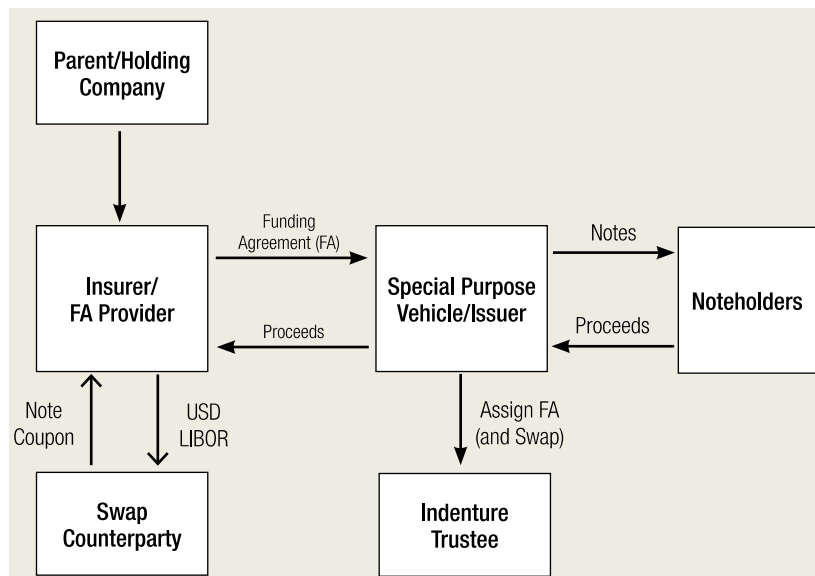 Parent/Holding
Company
Funding
Agreement (FA)
Notes
Insurer/
FA Provider
Special Purpose
Vehicle/Issuer
Noteholders
Proceeds
Proceeds
Note
Coupon
USD
LIBOR
Assign FA
(and Swap)
Swap
Counterparty
Indenture
Trustee